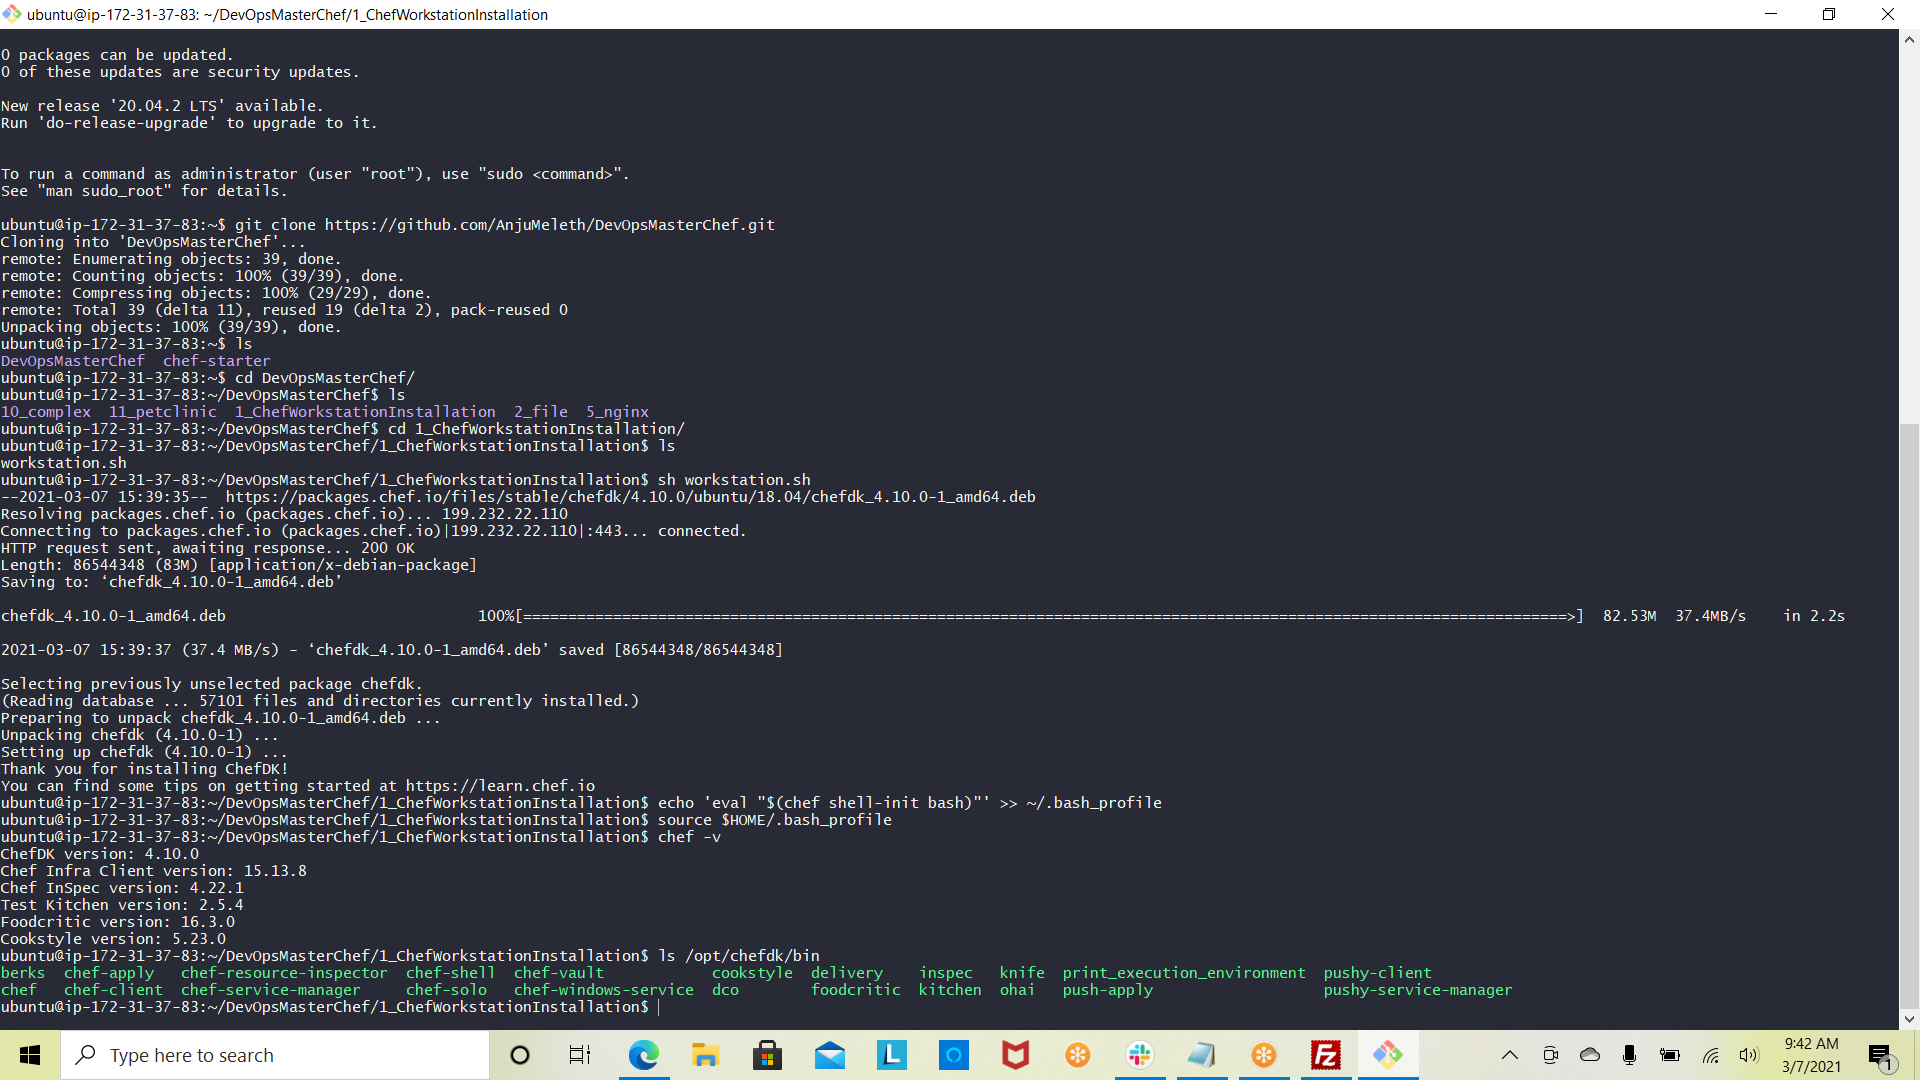 ubuntu@ip-172-31-37-83: ~/DevOpsMasterChef/1_ChefWorkstationInstallation
0 packages can be updated.
0 of these updates are security updates.
New release '20.04.2 LTS' available.
Run 'do-release-upgrade' to upgrade to it.
To run a command as administrator (user "root"), use "sudo <command>".
See "man sudo_root" for details.
ubuntu@ip-172-31-37-83:~$ git clone https://github.com/AnjuMeleth/DevOpsMasterChef.git
Cloning into 'DevOpsMasterChef'...
remote: Enumerating objects: 39, done.
remote: Counting objects: 100% (39/39), done.
remote: Compressing objects: 100% (29/29), done.
remote: Total 39 (delta 11), reused 19 (delta 2), pack-reused 0
Unpacking objects: 100% (39/39), done.
ubuntu@ip-172-31-37-83:~$ ls
DevOpsMasterChef  chef-starter
ubuntu@ip-172-31-37-83:~$ cd DevOpsMasterChef/
ubuntu@ip-172-31-37-83:~/DevOpsMasterChef$ ls
10_complex  11_petclinic  1_ChefWorkstationInstallation  2_file  5_nginx
ubuntu@ip-172-31-37-83:~/DevOpsMasterChef$ cd 1_ChefWorkstationInstallation/
ubuntu@ip-172-31-37-83:~/DevOpsMasterChef/1_ChefWorkstationInstallation$ ls
workstation.sh
ubuntu@ip-172-31-37-83:~/DevOpsMasterChef/1_ChefWorkstationInstallation$ sh workstation.sh
--2021-03-07 15:39:35--  https://packages.chef.io/files/stable/chefdk/4.10.0/ubuntu/18.04/chefdk_4.10.0-1_amd64.deb
Resolving packages.chef.io (packages.chef.io)... 199.232.22.110
Connecting to packages.chef.io (packages.chef.io)|199.232.22.110|:443... connected.
HTTP request sent, awaiting response... 200 OK
Length: 86544348 (83M) [application/x-debian-package]
Saving to: ‘chefdk_4.10.0-1_amd64.deb’
chefdk_4.10.0-1_amd64.deb 100%[====================================================================================================================>] 82.53M 37.4MB/s in 2.2s
2021-03-07 15:39:37 (37.4 MB/s) - ‘chefdk_4.10.0-1_amd64.deb’ saved [86544348/86544348]
Selecting previously unselected package chefdk.
(Reading database ... 57101 files and directories currently installed.)
Preparing to unpack chefdk_4.10.0-1_amd64.deb ...
Unpacking chefdk (4.10.0-1) ...
Setting up chefdk (4.10.0-1) ...
Thank you for installing ChefDK!
You can find some tips on getting started at https://learn.chef.io
ubuntu@ip-172-31-37-83:~/DevOpsMasterChef/1_ChefWorkstationInstallation$ echo 'eval "$(chef shell-init bash)"' >> ~/.bash_profile
ubuntu@ip-172-31-37-83:~/DevOpsMasterChef/1_ChefWorkstationInstallation$ source $HOME/.bash_profile
ubuntu@ip-172-31-37-83:~/DevOpsMasterChef/1_ChefWorkstationInstallation$ chef -v
ChefDK version: 4.10.0
Chef Infra Client version: 15.13.8
Chef InSpec version: 4.22.1
Test Kitchen version: 2.5.4
Foodcritic version: 16.3.0
Cookstyle version: 5.23.0
ubuntu@ip-172-31-37-83:~/DevOpsMasterChef/1_ChefWorkstationInstallation$ ls /opt/chefdk/bin
berks  chef-apply  chef-resource-inspector  chef-shell  chef-vault  cookstyle  delivery  inspec  knife  print_execution_environment  pushy-client
chef  chef-client  chef-service-manager  chef-solo  chef-windows-service  dco  foodcritic  kitchen  ohai  push-apply  pushy-service-manager
ubuntu@ip-172-31-37-83:~/DevOpsMasterChef/1_ChefWorkstationInstallation$
Type here to search
L
FZ
9:42 AM
3/7/2021
1